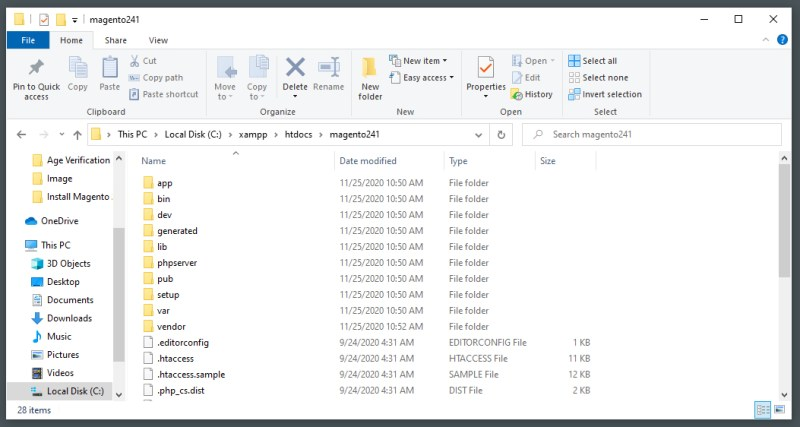 magento241
File Home Share View
Pin to Quick access
Copy
Paste
Cut
Copy path
Paste shortcut
Clipboard
Move to
Copy to
Delete
Rename
Organize
New folder
New item
Easy access
New
Properties
Open
Edit
History
Open
Select all
Select none
Invert selection
Select
This PC > Local Disk (C:) > xampp > htdocs > magento241
Search magento241
Age Verification
Image
Install Magento
OneDrive
This PC
3D Objects
Desktop
Documents
Downloads
Music
Pictures
Videos
Local Disk (C:)
Name Date modified Type Size
app 11/25/2020 10:50 AM File folder
bin 11/25/2020 10:50 AM File folder
dev 11/25/2020 10:50 AM File folder
generated 11/25/2020 10:50 AM File folder
lib 11/25/2020 10:50 AM File folder
phpserver 11/25/2020 10:50 AM File folder
pub 11/25/2020 10:50 AM File folder
setup 11/25/2020 10:50 AM File folder
var 11/25/2020 10:50 AM File folder
vendor 11/25/2020 10:52 AM File folder
.editorconfig 9/24/2020 4:31 AM EDITORCONFIG File 1 KB
.htaccess 9/24/2020 4:31 AM HTACCESS File 11 KB
.htaccess.sample 9/24/2020 4:31 AM SAMPLE File 12 KB
.php_cs.dist 9/24/2020 4:31 AM DIST File 2 KB
28 items